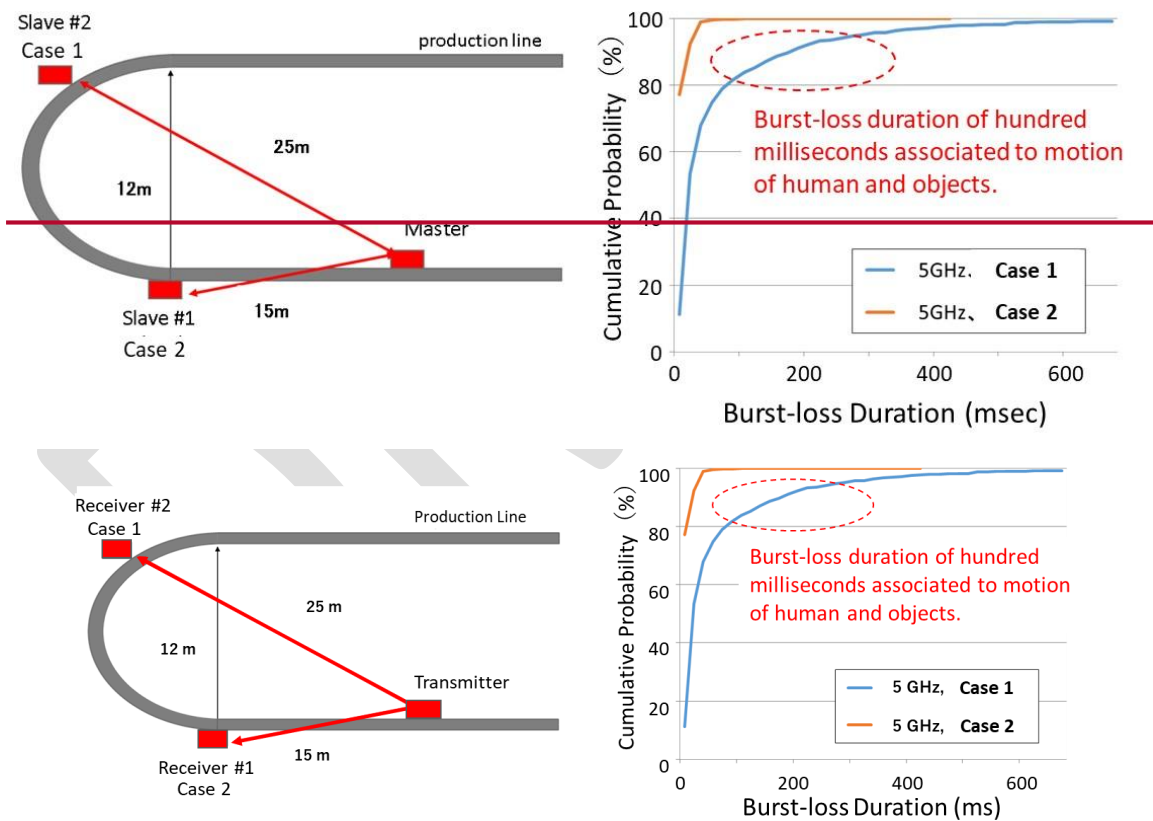 Slave #2
Case 1
production line
25m
12m
Master
15m
Slave #1
Case 2
Cumulative Probability (%)
100
80
60
40
20
0
0
200
400
600
Burst-loss Duration (msec)
Burst-loss duration of hundred
milliseconds associated to motion
of human and objects.
5GHz、 Case 1
5GHz、 Case 2
Receiver #2
Case 1
Production Line
25 m
12 m
Transmitter
15 m
Receiver #1
Case 2
Cumulative Probability (%)
100
80
60
40
20
0
0
200
400
600
Burst-loss Duration (ms)
Burst-loss duration of hundred
milliseconds associated to motion
of human and objects.
5 GHz, Case 1
5 GHz, Case 2